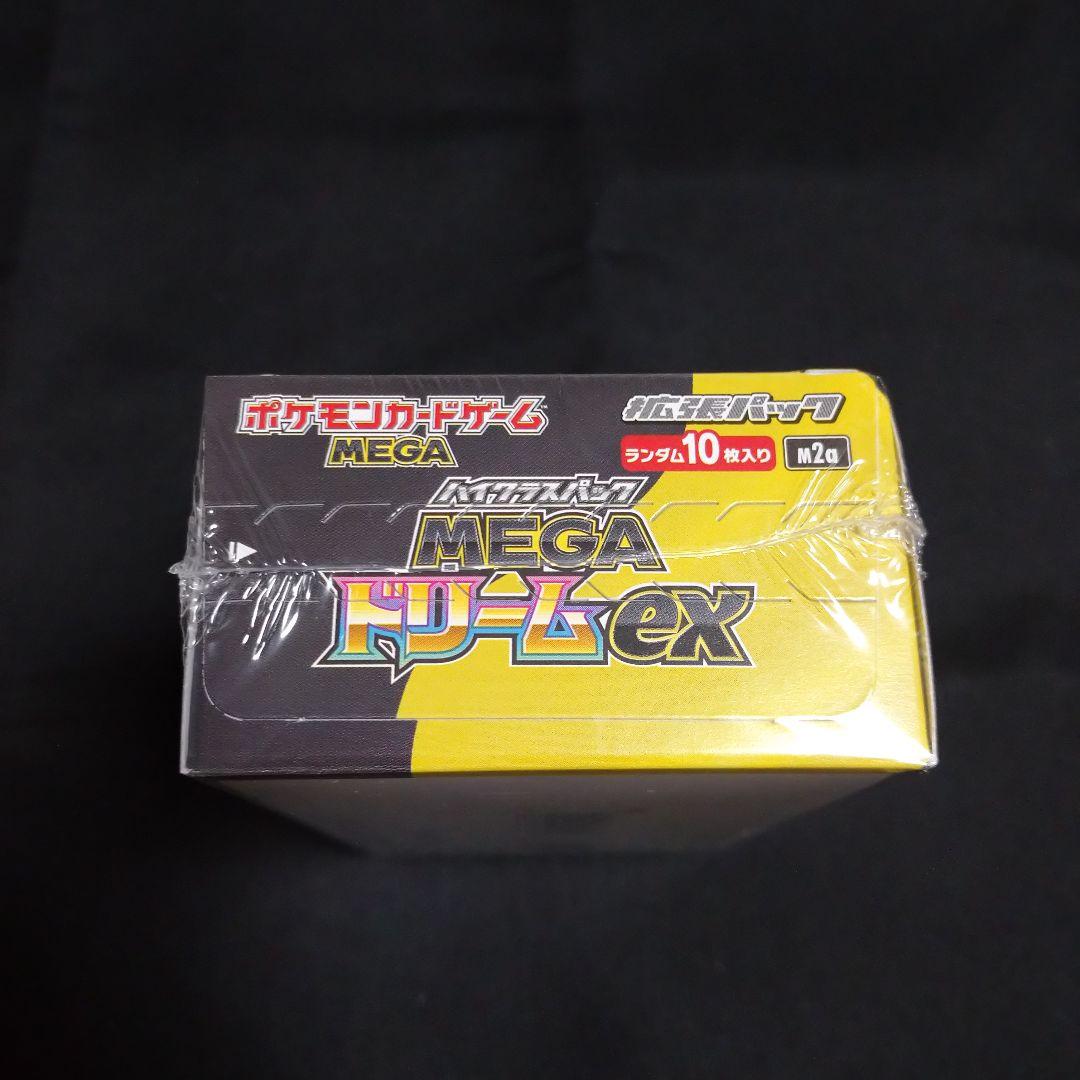 ポケモンカードゲーム
MEGA
拡張パック
ランダム10枚入り M2a
ハイクラスパック
MEGA
ドリームex